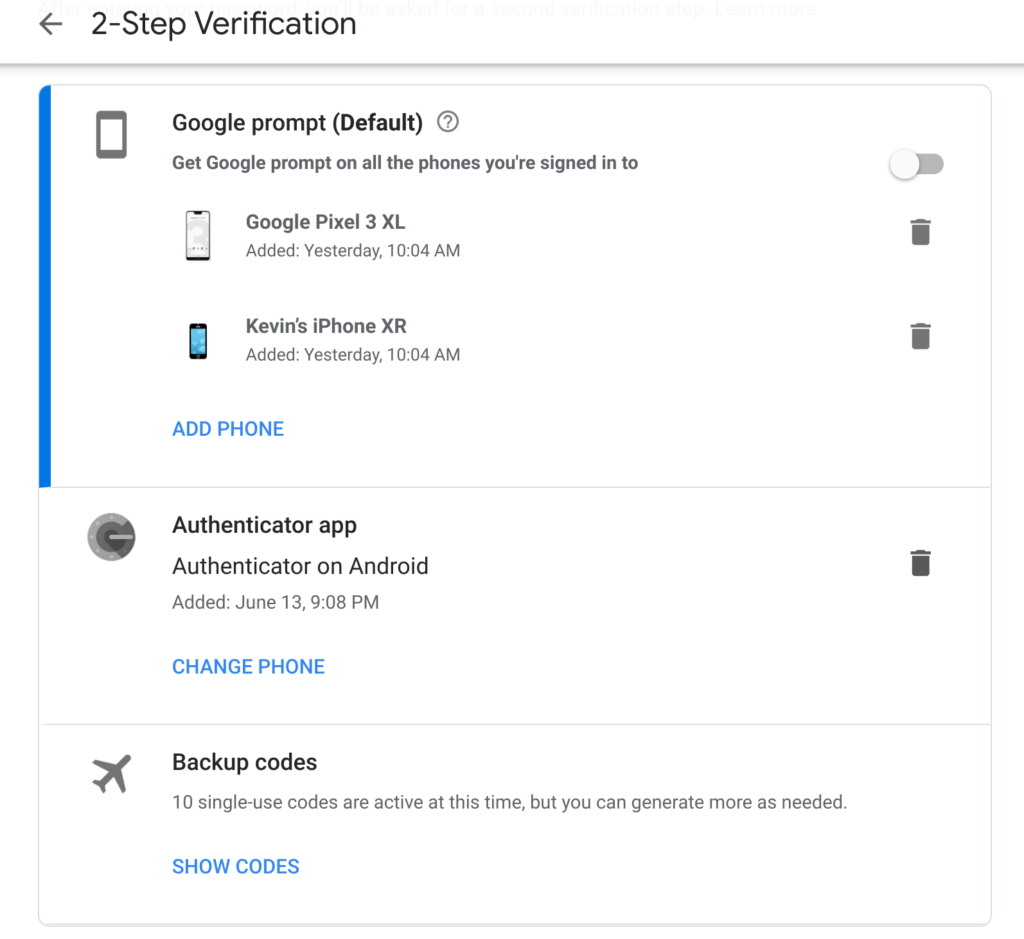 After entering your password, you'll be asked for a second verification step. Learn more
2-Step Verification
Google prompt (Default)
Get Google prompt on all the phones you're signed in to
Google Pixel 3 XL
Added: Yesterday, 10:04 AM
Kevin’s iPhone XR
Added: Yesterday, 10:04 AM
ADD PHONE
Authenticator app
Authenticator on Android
Added: June 13, 9:08 PM
CHANGE PHONE
Backup codes
10 single-use codes are active at this time, but you can generate more as needed.
SHOW CODES